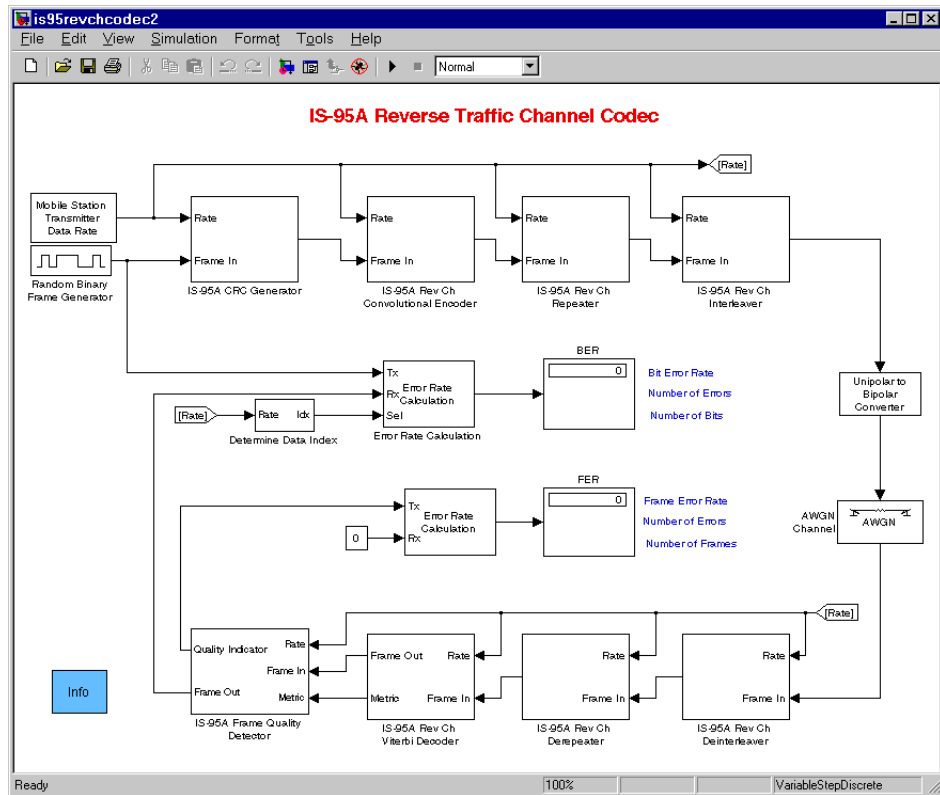 is95revchcodec2
File Edit View Simulation Format Tools Help
Normal
IS-95A Reverse Traffic Channel Codec
[Rate]
Mobile Station
Transmitter
Data Rate
Random Binary
Frame Generator
Rate
Frame In
IS-95A CRC Generator
Rate
Frame In
IS-95A Rev Ch
Convolutional Encoder
Rate
Frame In
IS-95A Rev Ch
Repeater
Rate
Frame In
IS-95A Rev Ch
Interleaver
Tx
Rx
Sel
Error Rate
Calculation
Error Rate Calculation
[Rate]
Rate Idx
Determine Data Index
BER
0
Bit Error Rate
Number of Errors
Number of Bits
Unipolar to
Bipolar
Converter
Tx
Rx
Error Rate
Calculation
0
FER
0
Frame Error Rate
Number of Errors
Number of Frames
AWGN
Channel
AWGN
[Rate]
Quality Indicator
Frame Out
Rate
Frame In
Metric
IS-95A Frame Quality
Detector
Frame Out
Metric
Rate
Frame In
IS-95A Rev Ch
Viterbi Decoder
Rate
Frame In
IS-95A Rev Ch
Derepeater
Rate
Frame In
IS-95A Rev Ch
Deinterleaver
Info
Ready
100%
VariableStepDiscrete